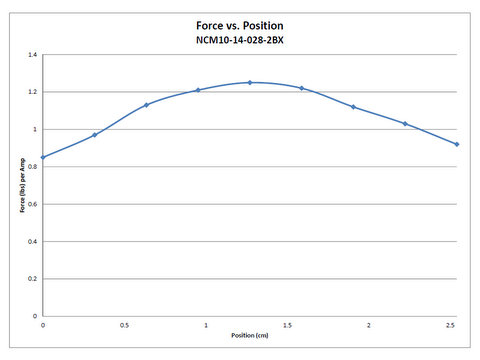 Force vs. Position
NCM10-14-028-2BX
1.4
1.2
1
0.8
0.6
0.4
0.2
0
Force (lbs) per Amp
0 0.5 1 1.5 2 2.5
Position (cm)